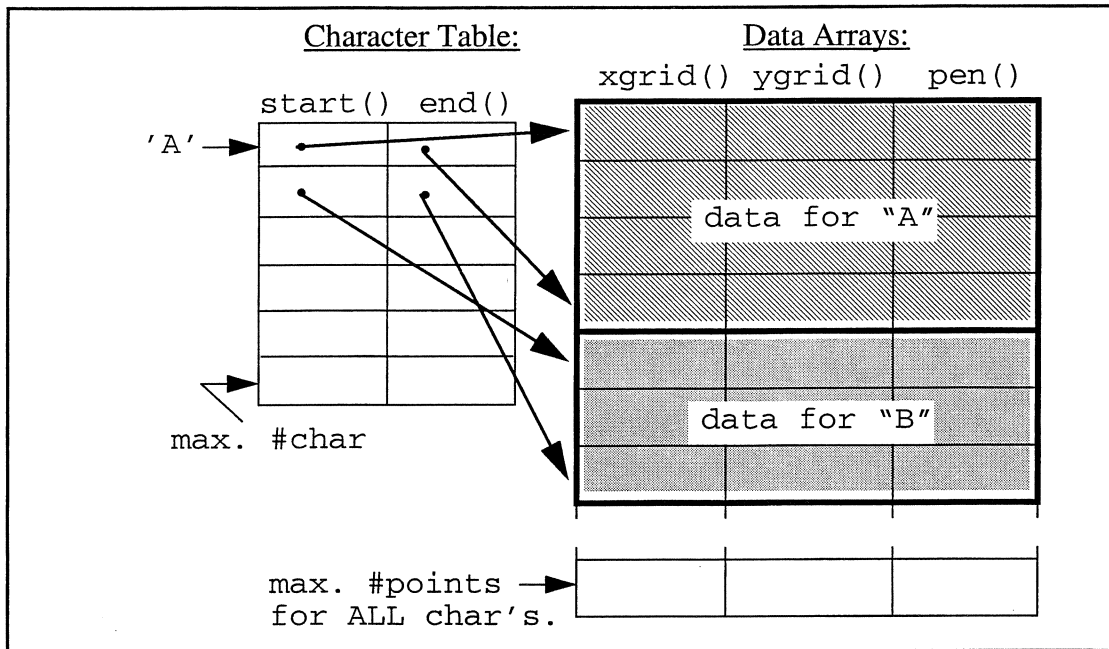 Character Table:
Data Arrays:
xgrid() ygrid() pen()
start() end()
'A'
data for "A"
data for "B"
max. #char
max. #points
for ALL char's.